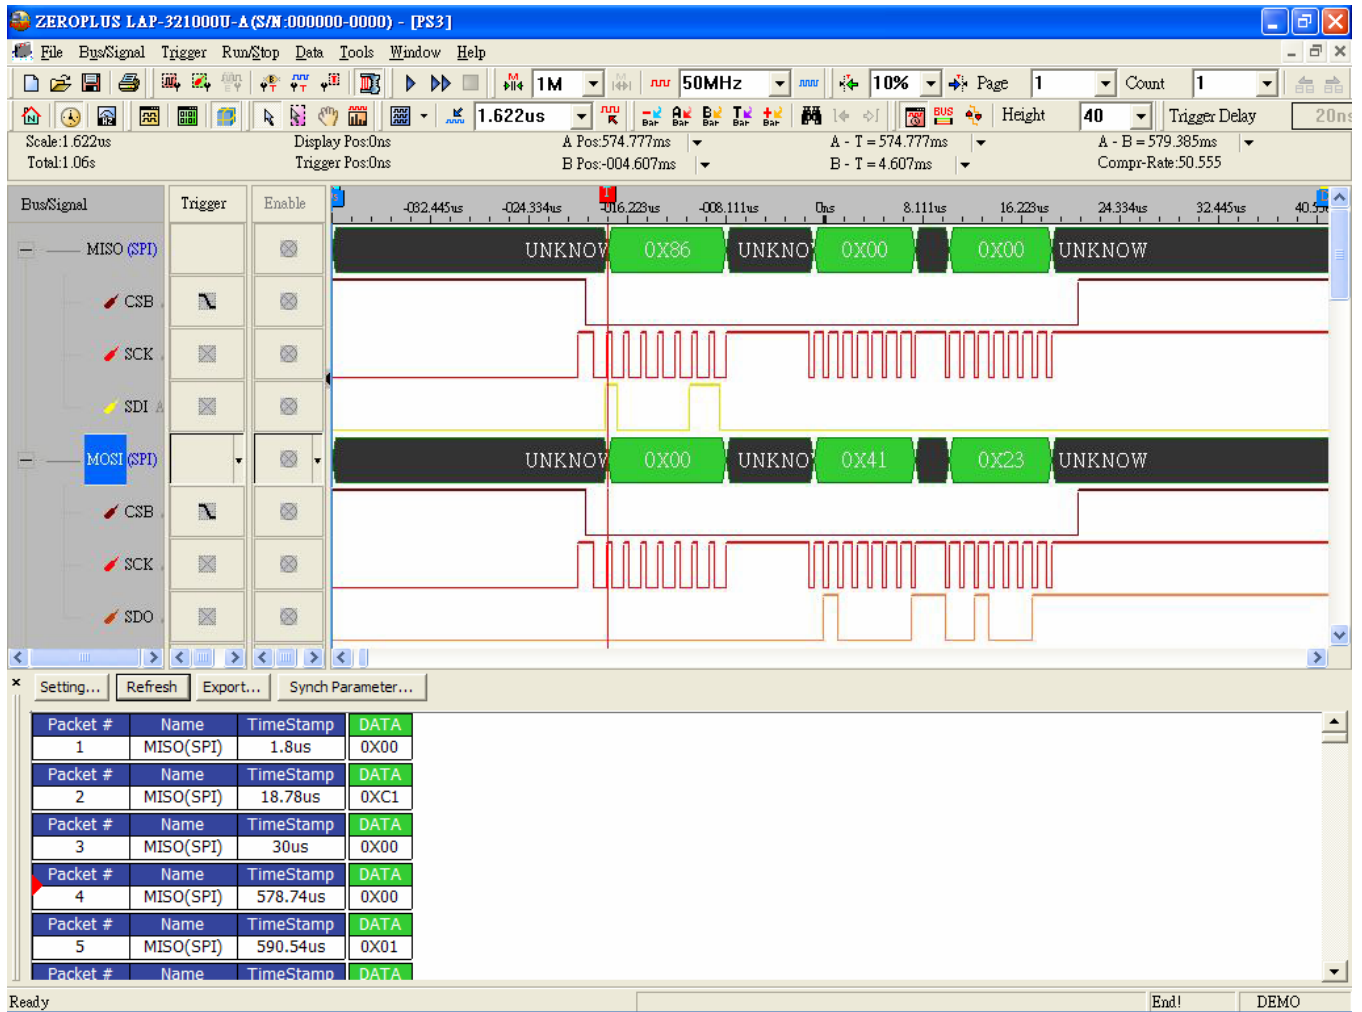 ZEROPLUS LAP-321000U-A(S/N:000000-0000) - [PS3]
File Bus/Signal Trigger Run/Stop Data Tools Window Help
1M 50MHz 10% Page 1 Count 1
1.622us Bar Bar Bar Bar Bar BUS Height 40 Trigger Delay 20ns
Scale:1.622us Display Pos:0ns A Pos:574.777ms A - T = 574.777ms A - B = 579.385ms
Total:1.06s Trigger Pos:0ns B Pos:-004.607ms B - T = 4.607ms Compr-Rate:50.555
Bus/Signal Trigger Enable T
-032.445us -024.334us -016.223us -008.111us 0ns 8.111us 16.223us 24.334us 32.445us
MISO (SPI) UNKNOW 0X86 UNKNO 0X00 0X00 UNKNOW
CSB
SCK
SDI A
MOSI (SPI) UNKNOW 0X00 UNKNO 0X41 0X23 UNKNOW
CSB
SCK
SDO
Setting... Refresh Export... Synch Parameter...
Packet # Name TimeStamp DATA
1 MISO(SPI) 1.8us 0X00
Packet # Name TimeStamp DATA
2 MISO(SPI) 18.78us 0XC1
Packet # Name TimeStamp DATA
3 MISO(SPI) 30us 0X00
Packet # Name TimeStamp DATA
4 MISO(SPI) 578.74us 0X00
Packet # Name TimeStamp DATA
5 MISO(SPI) 590.54us 0X01
Packet # Name TimeStamp DATA
Ready End! DEMO